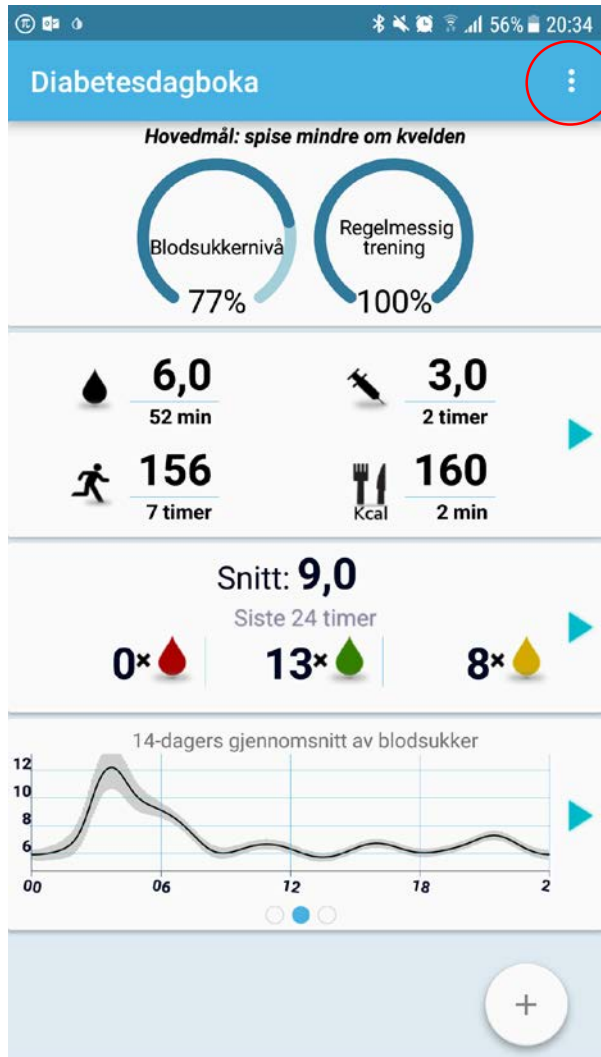 56% 20:34
Diabetesdagboka
Hovedmål: spise mindre om kvelden
Blodsukkernivå
77%
Regelmessig
trening
100%
6,0
52 min
3,0
2 timer
156
7 timer
160
Kcal
2 min
Snitt: 9,0
Siste 24 timer
0× 13× 8×
14-dagers gjennomsnitt av blodsukker
12
10
8
6
00 06 12 18 2
+